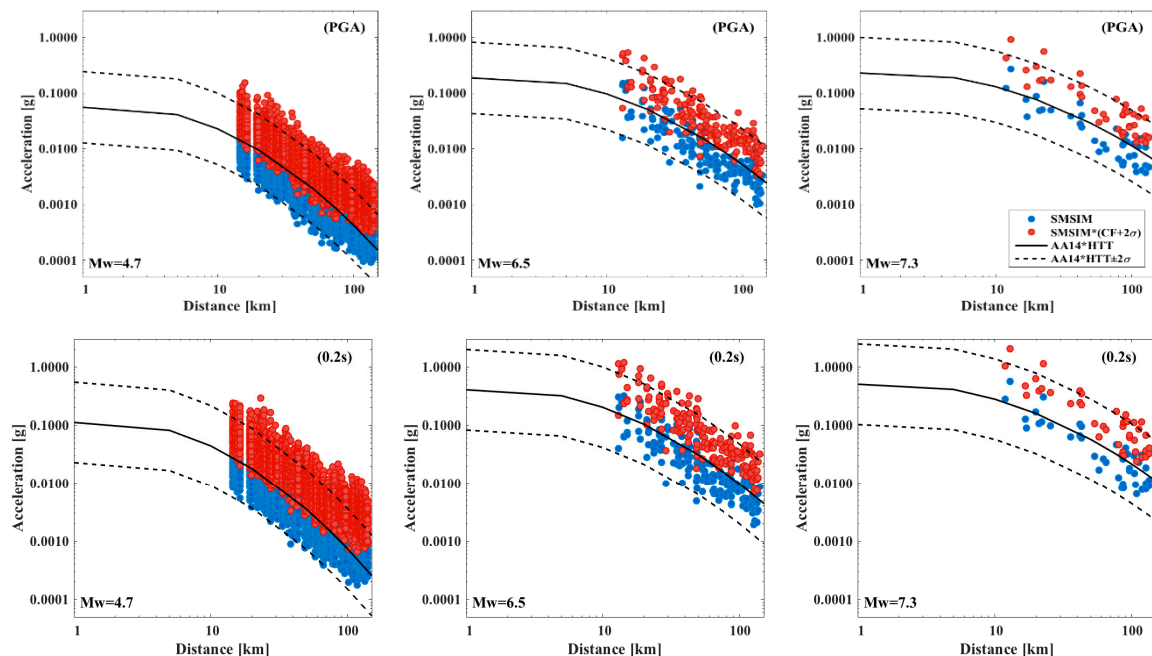 (PGA)
1.0000
0.1000
0.0100
0.0010
0.0001
Acceleration [g]
Mw=4.7
1
10
100
Distance [km]
(PGA)
1.0000
0.1000
0.0100
0.0010
0.0001
Acceleration [g]
Mw=6.5
1
10
100
Distance [km]
(PGA)
1.0000
0.1000
0.0100
0.0010
0.0001
Acceleration [g]
SMSIM
SMSIM*(CF+2σ)
AA14*HTT
AA14*HTT±2σ
Mw=7.3
1
10
100
Distance [km]
(0.2s)
1.0000
0.1000
0.0100
0.0010
0.0001
Acceleration [g]
Mw=4.7
1
10
100
Distance [km]
(0.2s)
1.0000
0.1000
0.0100
0.0010
0.0001
Acceleration [g]
Mw=6.5
1
10
100
Distance [km]
(0.2s)
1.0000
0.1000
0.0100
0.0010
0.0001
Acceleration [g]
Mw=7.3
1
10
100
Distance [km]